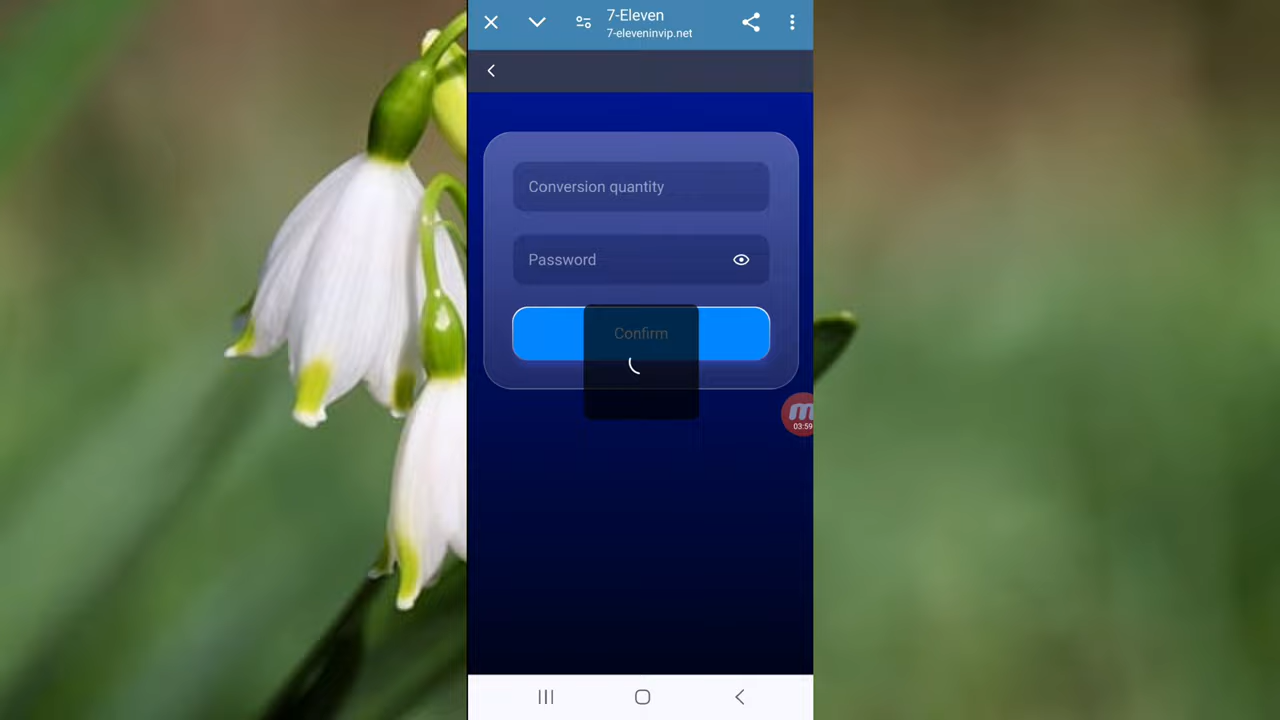 7-Eleven
7-eleveninvip.net
Conversion quantity
Password
Confirm
m
03:59